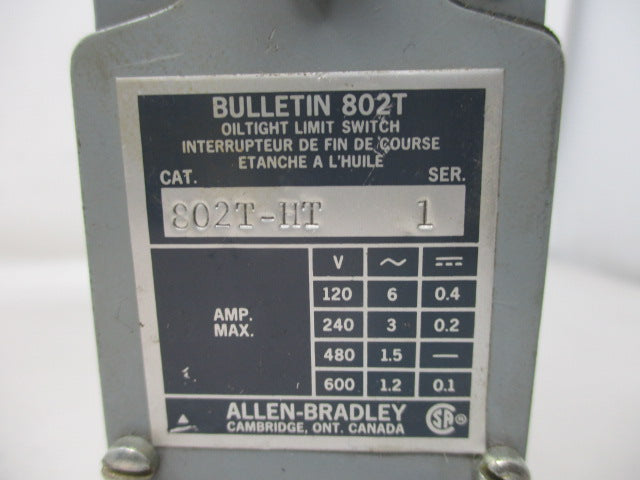 BULLETIN 802T
OILTIGHT LIMIT SWITCH
INTERRUPTEUR DE FIN DE COURSE
ETANCHE A L'HUILE
CAT. SER.
802T-HT 1
AMP. MAX.
V ~ ⎓
120 6 0.4
240 3 0.2
480 1.5 —
600 1.2 0.1
ALLEN-BRADLEY
CAMBRIDGE, ONT. CANADA
SA ®